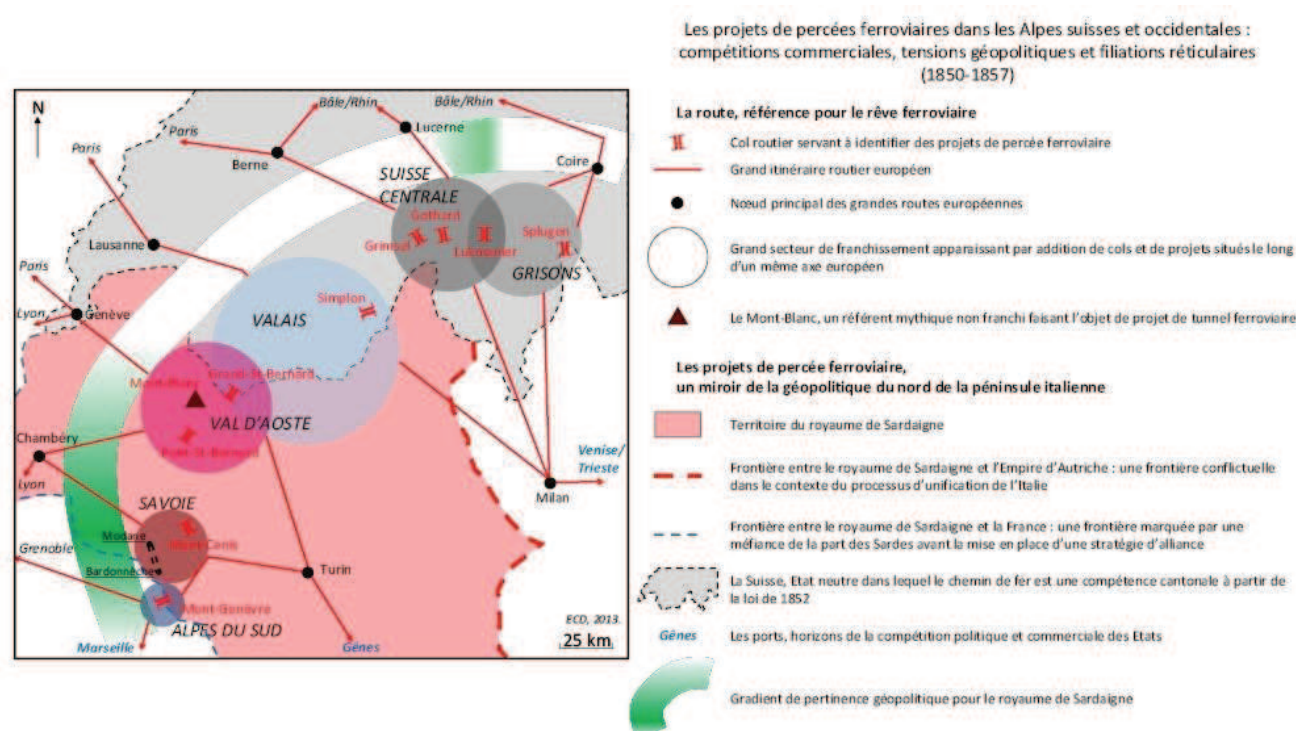 Les projets de percées ferroviaires dans les Alpes suisses et occidentales :
compétitions commerciales, tensions géopolitiques et filiations réticulaires
(1850-1857)
N
Bâle/Rhin
Bâle/Rhin
Paris
Lucerne
Paris
Berne
Coire
SUISSE
CENTRALE
Gothard
Grimsel
Lukmanier
Splugen
GRISONS
Lausanne
Paris
Simplon
Lyon
Genève
VALAIS
Grand-St-Bernard
Mont-Blanc
VAL D'AOSTE
Petit-St-Bernard
Chambéry
Lyon
Venise/
Trieste
Milan
SAVOIE
Mont-Cenis
Modane
Grenoble
Bardonnèche
Turin
Mont-Genèvre
ALPES DU SUD
ECD, 2013.
25 km
Marseille
Gênes
La route, référence pour le rêve ferroviaire
Col routier servant à identifier des projets de percée ferroviaire
Grand itinéraire routier européen
Nœud principal des grandes routes européennes
Grand secteur de franchissement apparaissant par addition de cols et de projets situés le long
d'un même axe européen
Le Mont-Blanc, un référent mythique non franchi faisant l'objet de projet de tunnel ferroviaire
Les projets de percée ferroviaire,
un miroir de la géopolitique du nord de la péninsule italienne
Territoire du royaume de Sardaigne
Frontière entre le royaume de Sardaigne et l'Empire d'Autriche : une frontière conflictuelle
dans le contexte du processus d'unification de l'Italie
Frontière entre le royaume de Sardaigne et la France : une frontière marquée par une
méfiance de la part des Sardes avant la mise en place d'une stratégie d'alliance
La Suisse, Etat neutre dans lequel le chemin de fer est une compétence cantonale à partir de
la loi de 1852
Gênes
Les ports, horizons de la compétition politique et commerciale des Etats
Gradient de pertinence géopolitique pour le royaume de Sardaigne